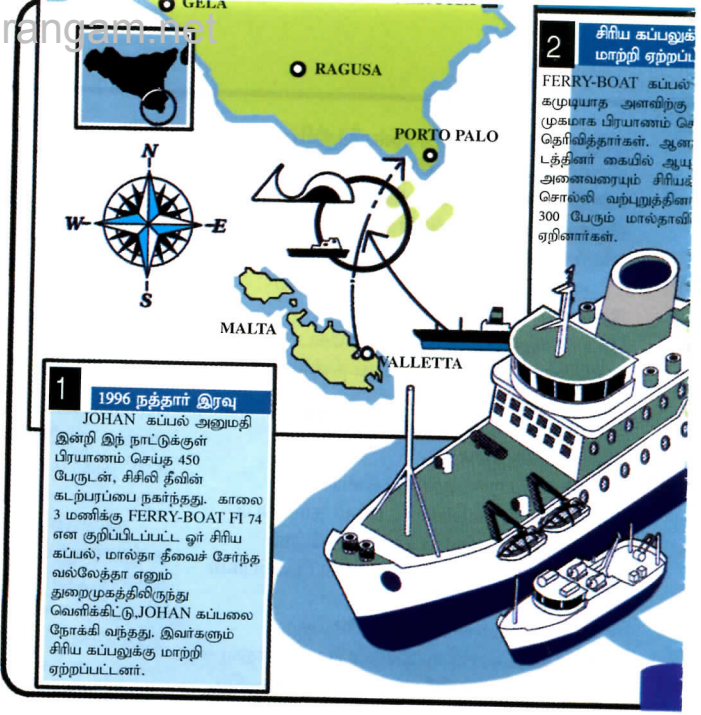 GELA
rangam.net
RAGUSA
PORTO PALO
N
W
E
S
MALTA
VALLETTA
1
1996 நத்தார் இரவு
JOHAN கப்பல் அனுமதி
இன்றி இந் நாட்டுக்குள்
பிரயாணம் செய்த 450
பேருடன், சிசிலி தீவின்
கடற்பரப்பை நகர்ந்தது. காலை
3 மணிக்கு FERRY-BOAT FI 74
என குறிப்பிடப்பட்ட ஓர் சிரிய
கப்பல், மால்தா தீவைச் சேர்ந்த
வல்லேத்தா எனும்
துறைமுகத்திலிருந்து
வெளிக்கிட்டு,JOHAN கப்பலை
நோக்கி வந்தது. இவர்களும்
சிரிய கப்பலுக்கு மாற்றி
ஏற்றப்பட்டனர்.
2
சிரிய கப்பலுக்
மாற்றி ஏற்றப்
FERRY-BOAT கப்பல்
கமுடியாத அளவிற்கு
முகமாக பிரயாணம் செ
தெரிவித்தார்கள். ஆன
டத்தினர் கையில் ஆயு
அனைவரையும் சிரியக்
சொல்லி வற்புறுத்தினா
300 பேரும் மால்தாவி
ஏறினார்கள்.